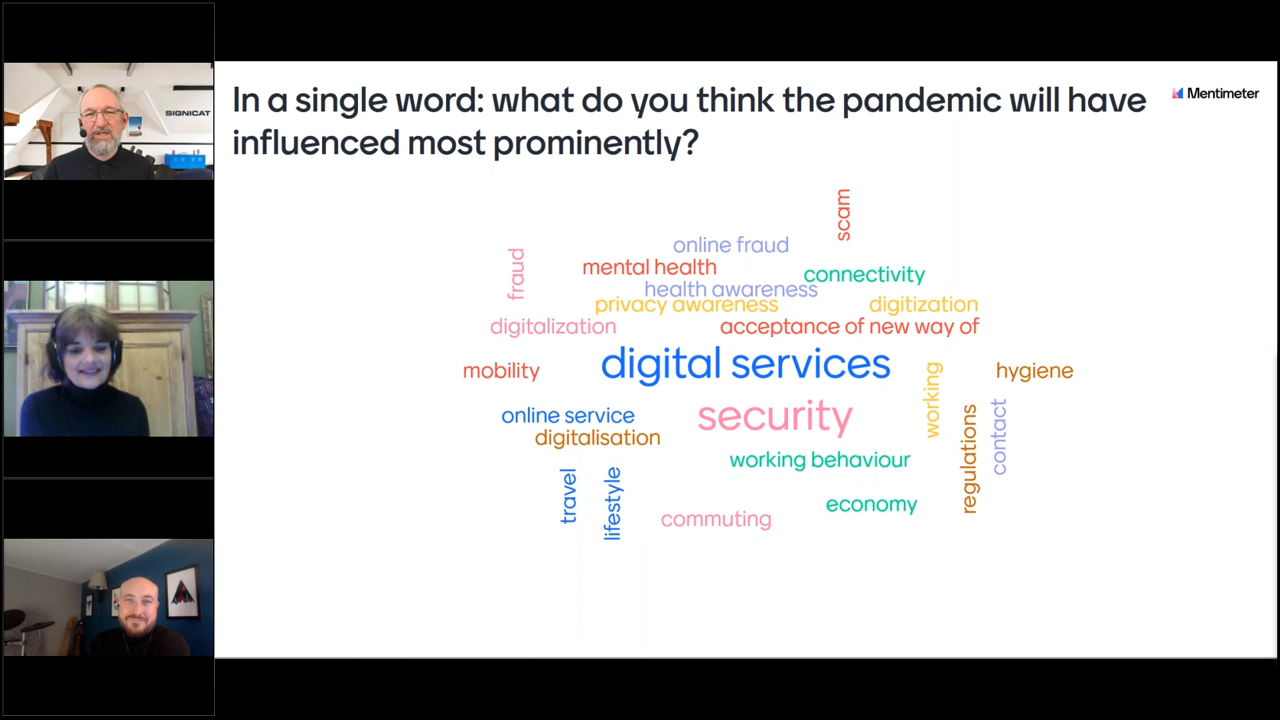 SIGNICAT
In a single word: what do you think the pandemic will have
influenced most prominently?
Mentimeter
scam
online fraud
fraud
mental health
connectivity
health awareness
privacy awareness
digitization
digitalization
acceptance of new way of
digital services
mobility
working
hygiene
online service
security
contact
digitalisation
regulations
working behaviour
travel
lifestyle
economy
commuting